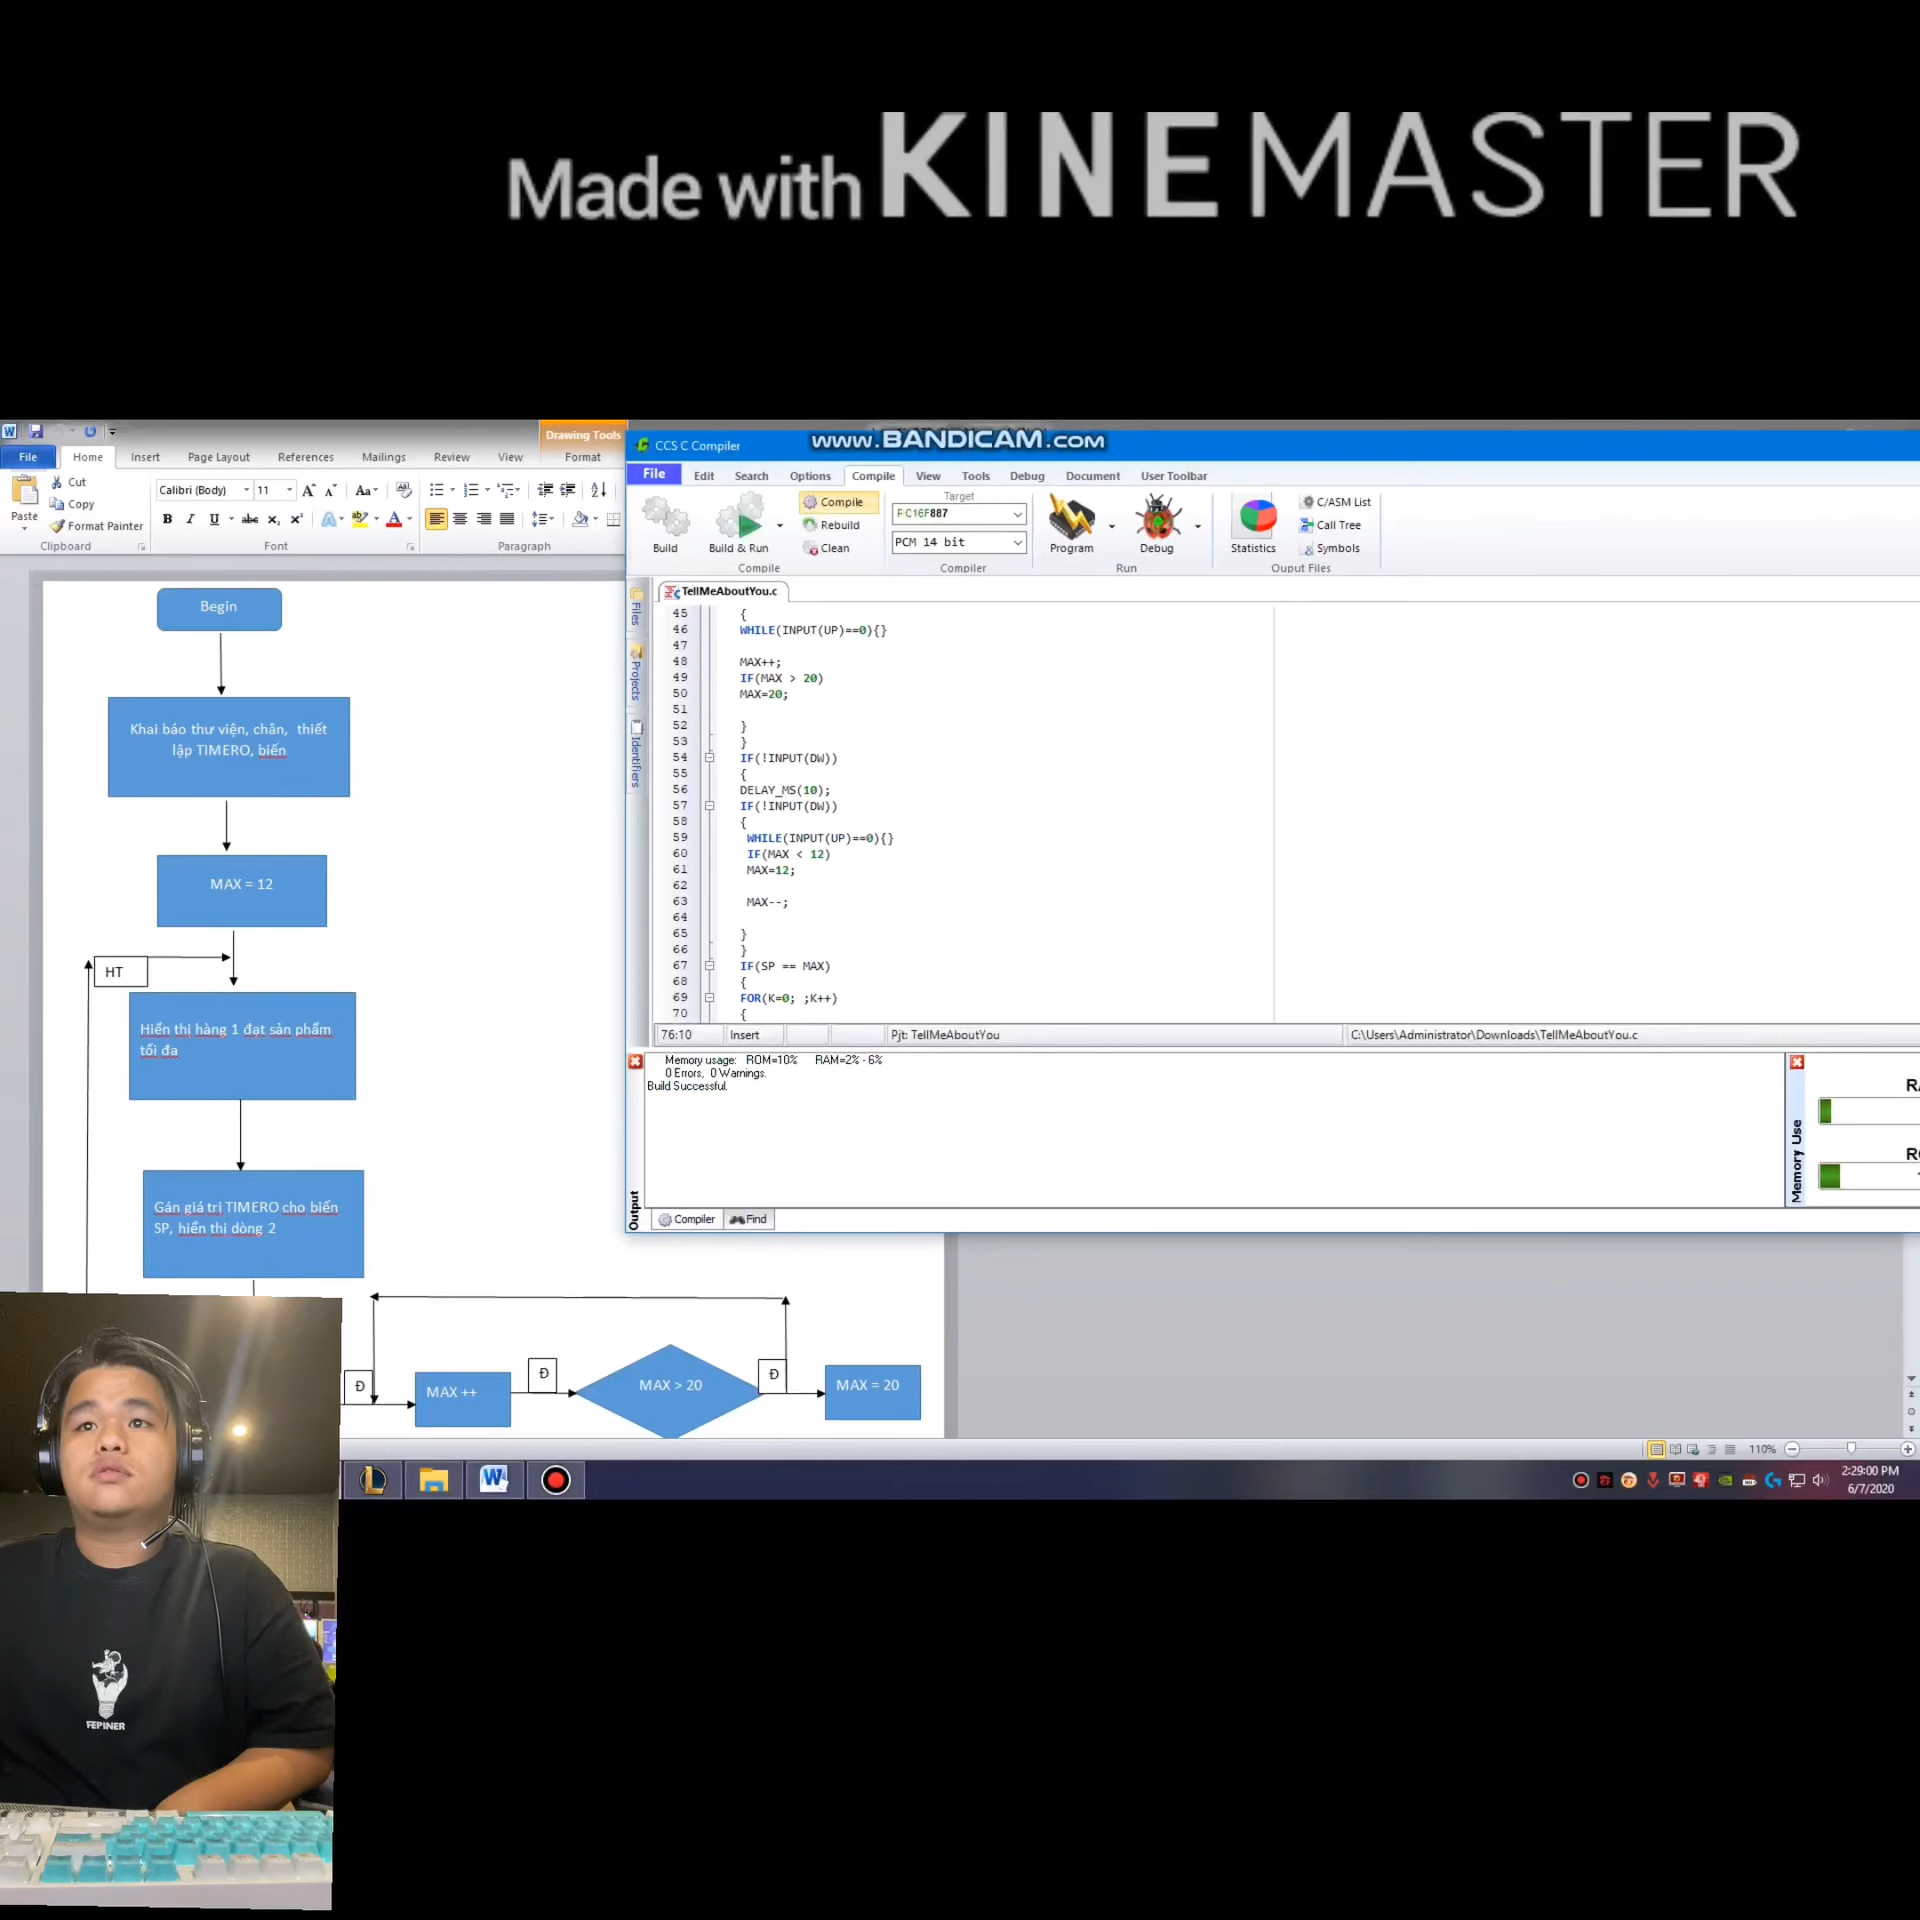 Made with KINEMASTER
Drawing Tools
File Home Insert Page Layout References Mailings Review View Format
Cut
Copy
Format Painter
Paste
Clipboard
Calibri (Body) 11
Font
Paragraph
Begin
Khai báo thư viện, chân, thiết
lập TIMER0, biến
MAX = 12
HT
Hiển thị hàng 1 đạt sản phẩm
tối đa
Gán giá trị TIMER0 cho biến
SP, hiển thị dòng 2
Đ
MAX ++
Đ
MAX > 20
Đ
MAX = 20
CCS C Compiler
www.BANDICAM.com
File Edit Search Options Compile View Tools Debug Document User Toolbar
Build
Build & Run
Compile
Rebuild
Clean
Compile
Target
PCM 14 bit
Compiler
Program
Debug
Run
Statistics
C/ASM List
Call Tree
Symbols
Ouput Files
Files
Projects
Identifiers
TellMeAboutYou.c
45 {
46 WHILE(INPUT(UP)==0){}
47
48 MAX++;
49 IF(MAX > 20)
50 MAX=20;
51
52 }
53 }
54 IF(!INPUT(DW))
55 {
56 DELAY_MS(10);
57 IF(!INPUT(DW))
58 {
59 WHILE(INPUT(UP)==0){}
60 IF(MAX < 12)
61 MAX=12;
62
63 MAX--;
64
65 }
66 }
67 IF(SP == MAX)
68 {
69 FOR(K=0; ;K++)
70 {
76:10 Insert Pjt: TellMeAboutYou C:\Users\Administrator\Downloads\TellMeAboutYou.c
Memory usage: ROM=10% RAM=2% - 6%
0 Errors, 0 Warnings.
Build Successful.
Output
Compiler Find
Memory Use
110%
2:29:00 PM
6/7/2020
FEPINER